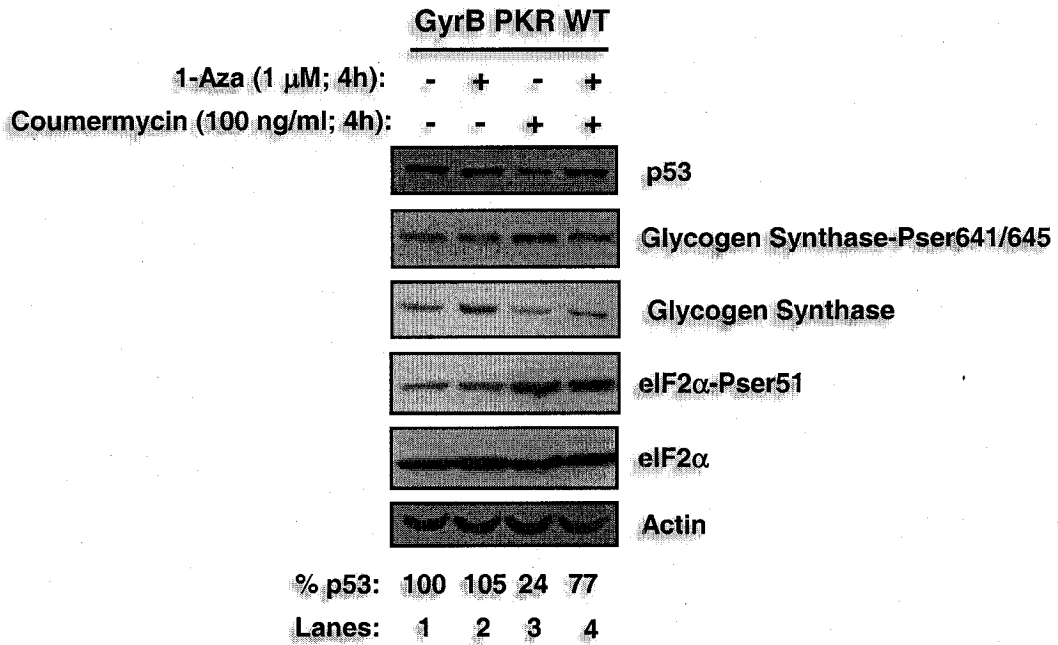 GyrB PKR WT
1-Aza (1 μM; 4h): - + - +
Coumermycin (100 ng/ml; 4h): - - + +
p53
Glycogen Synthase-Pser641/645
Glycogen Synthase
eIF2α-Pser51
eIF2α
Actin
% p53: 100 105 24 77
Lanes: 1 2 3 4